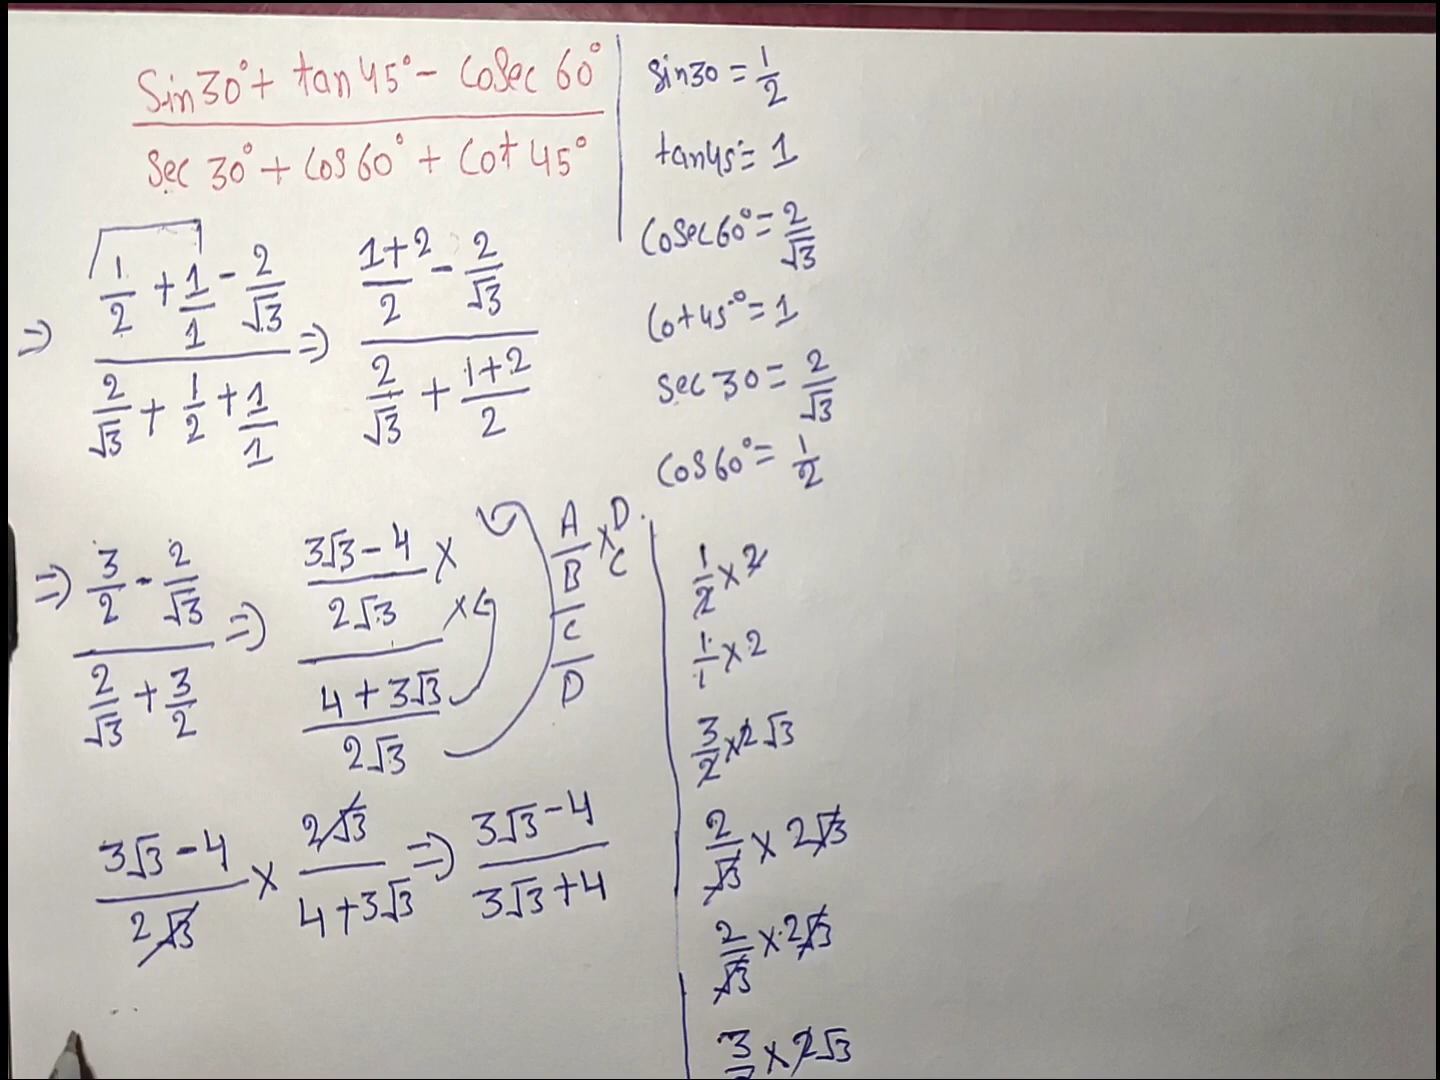 Sin30° + tan45° - Cosec 60°
Sec 30° + Cos60° + Cot 45°
Sin30 = 1/2
tan45 = 1
Cosec60° = 2/√3
Cot45° = 1
Sec 30 = 2/√3
Cos60° = 1/2
=> (1/2 + 1/1 - 2/√3)/(2/√3 + 1/2 + 1/1) => ((1+2)/2 - 2/√3)/(2/√3 + (1+2)/2)
=> (3/2 - 2/√3)/(2/√3 + 3/2) => ((3√3-4)/(2√3) ×)/((4+3√3)/(2√3)) ×
A/B × D/C
C/D
(3√3-4)/(2√3) × (2√3)/(4+3√3) => (3√3-4)/(3√3+4)
1/2 × 2
1/1 × 2
3/2 × 2√3
2/√3 × 2√3
2/√3 × 2√3
3/2 × 2√3